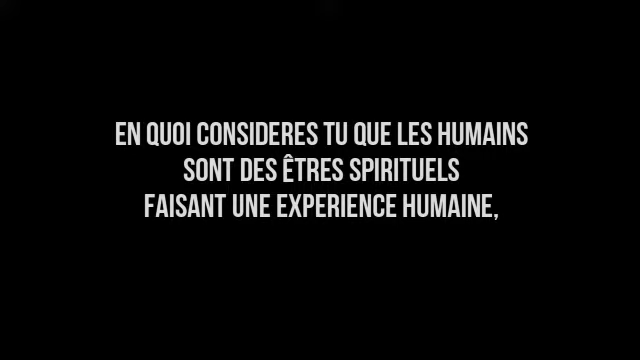 EN QUOI CONSIDERES TU QUE LES HUMAINS
SONT DES ÊTRES SPIRITUELS
FAISANT UNE EXPERIENCE HUMAINE,